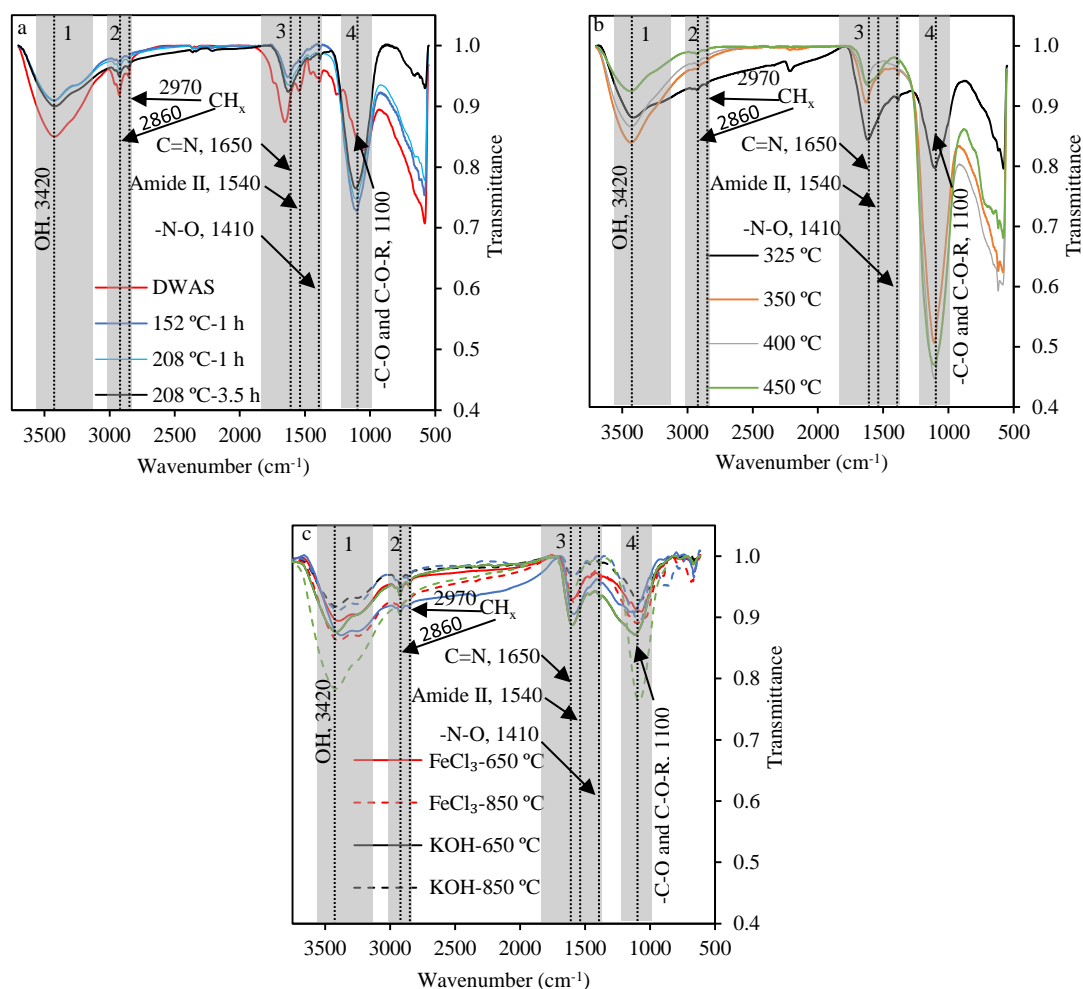 a
1
2
3
4
2970
CHₓ
2860
C=N, 1650
Amide II, 1540
-N-O, 1410
OH, 3420
-C-O and C-O-R, 1100
DWAS
152 ºC-1 h
208 ºC-1 h
208 ºC-3.5 h
1.0
0.9
0.8
0.7
0.6
0.5
0.4
Transmittance
3500 3000 2500 2000 1500 1000 500
Wavenumber (cm⁻¹)
b
1
2
3
4
2970
CHₓ
2860
C=N, 1650
Amide II, 1540
-N-O, 1410
OH, 3420
-C-O and C-O-R, 1100
325 ºC
350 ºC
400 ºC
450 ºC
1.0
0.9
0.8
0.7
0.6
0.5
0.4
Transmittance
3500 3000 2500 2000 1500 1000 500
Wavenumber (cm⁻¹)
c
1
2
3
4
2970
CHₓ
2860
C=N, 1650
Amide II, 1540
-N-O, 1410
OH, 3420
-C-O and C-O-R, 1100
FeCl₃-650 ºC
FeCl₃-850 ºC
KOH-650 ºC
KOH-850 ºC
1.0
0.9
0.8
0.7
0.6
0.5
0.4
Transmittance
3500 3000 2500 2000 1500 1000 500
Wavenumber (cm⁻¹)